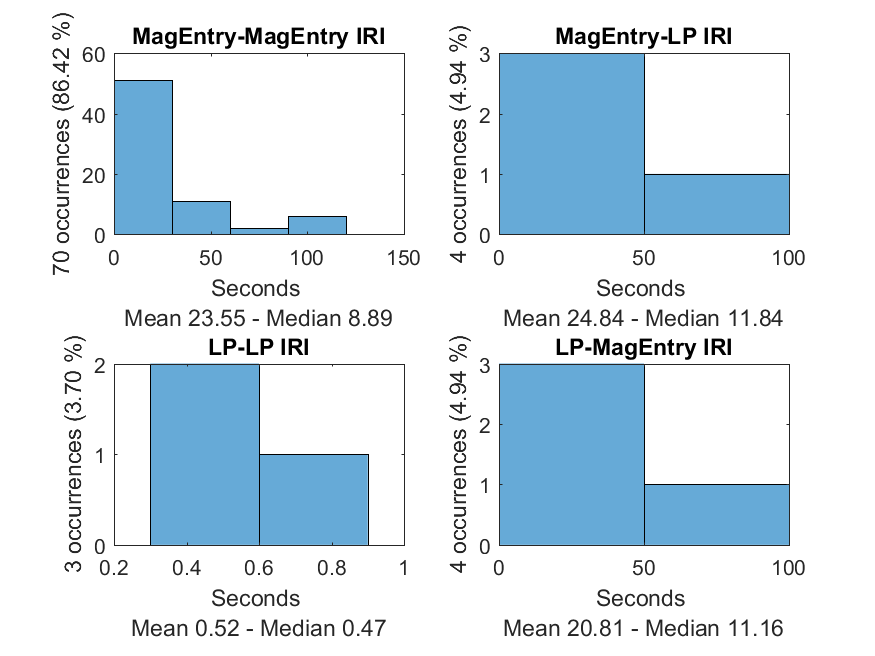 MagEntry-MagEntry IRI
70 occurrences (86.42 %)
60
40
20
0
0 50 100 150
Seconds
Mean 23.55 - Median 8.89
MagEntry-LP IRI
4 occurrences (4.94 %)
3
2
1
0
0 50 100
Seconds
Mean 24.84 - Median 11.84
LP-LP IRI
3 occurrences (3.70 %)
2
1
0
0.2 0.4 0.6 0.8 1
Seconds
Mean 0.52 - Median 0.47
LP-MagEntry IRI
4 occurrences (4.94 %)
3
2
1
0
0 50 100
Seconds
Mean 20.81 - Median 11.16